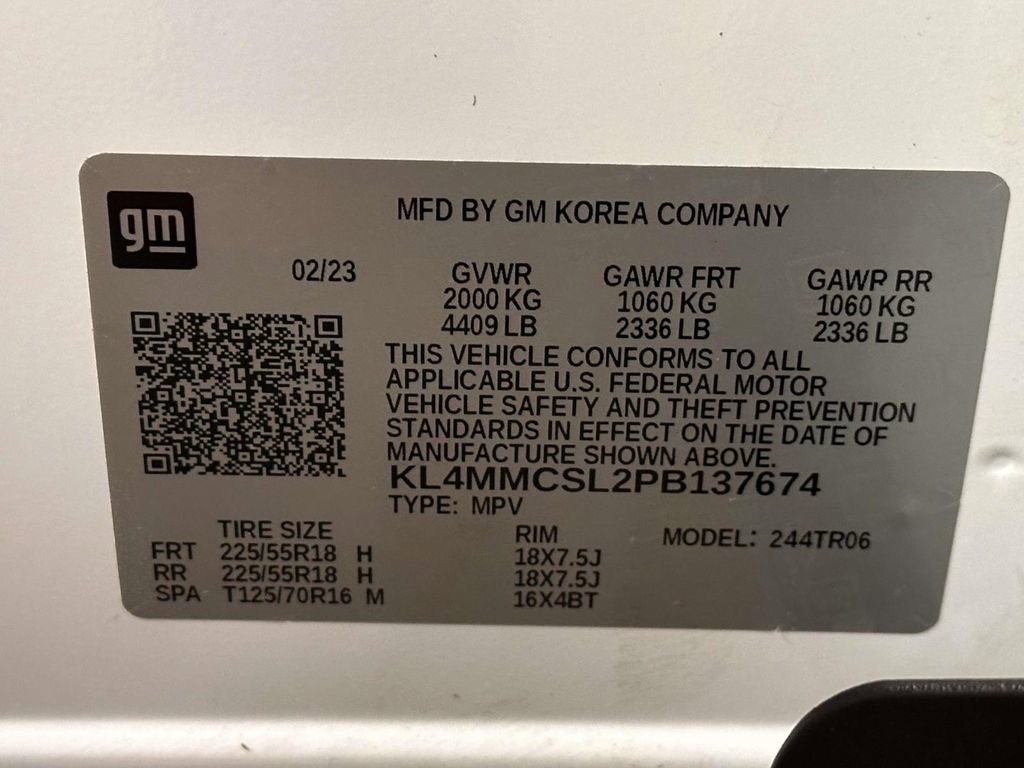 gm
MFD BY GM KOREA COMPANY
02/23 GVWR GAWR FRT GAWR RR
2000 KG 1060 KG 1060 KG
4409 LB 2336 LB 2336 LB
THIS VEHICLE CONFORMS TO ALL
APPLICABLE U.S. FEDERAL MOTOR
VEHICLE SAFETY AND THEFT PREVENTION
STANDARDS IN EFFECT ON THE DATE OF
MANUFACTURE SHOWN ABOVE.
KL4MMCSL2PB137674
TYPE: MPV
TIRE SIZE RIM MODEL: 244TR06
FRT 225/55R18 H 18X7.5J
RR 225/55R18 H 18X7.5J
SPA T125/70R16 M 16X4BT